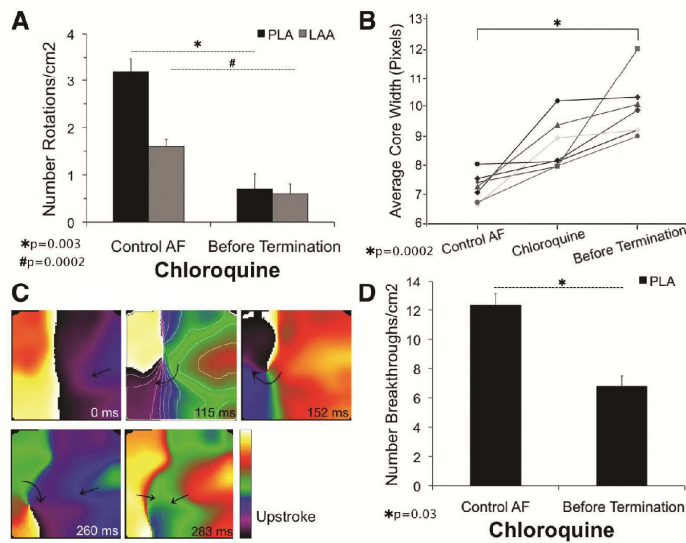 A
PLA LAA
Number Rotations/cm2
4
3
2
1
0
*
#
Control AF Before Termination
*p=0.003
#p=0.0002
Chloroquine
B
Average Core Width (Pixels)
13
12
11
10
9
8
7
6
*
Control AF
Chloroquine
Before Termination
*p=0.0002
C
0 ms
115 ms
152 ms
260 ms
283 ms
Upstroke
D
PLA
Number Breakthroughs/cm2
14
12
10
8
6
4
2
0
*
Control AF Before Termination
*p=0.03
Chloroquine